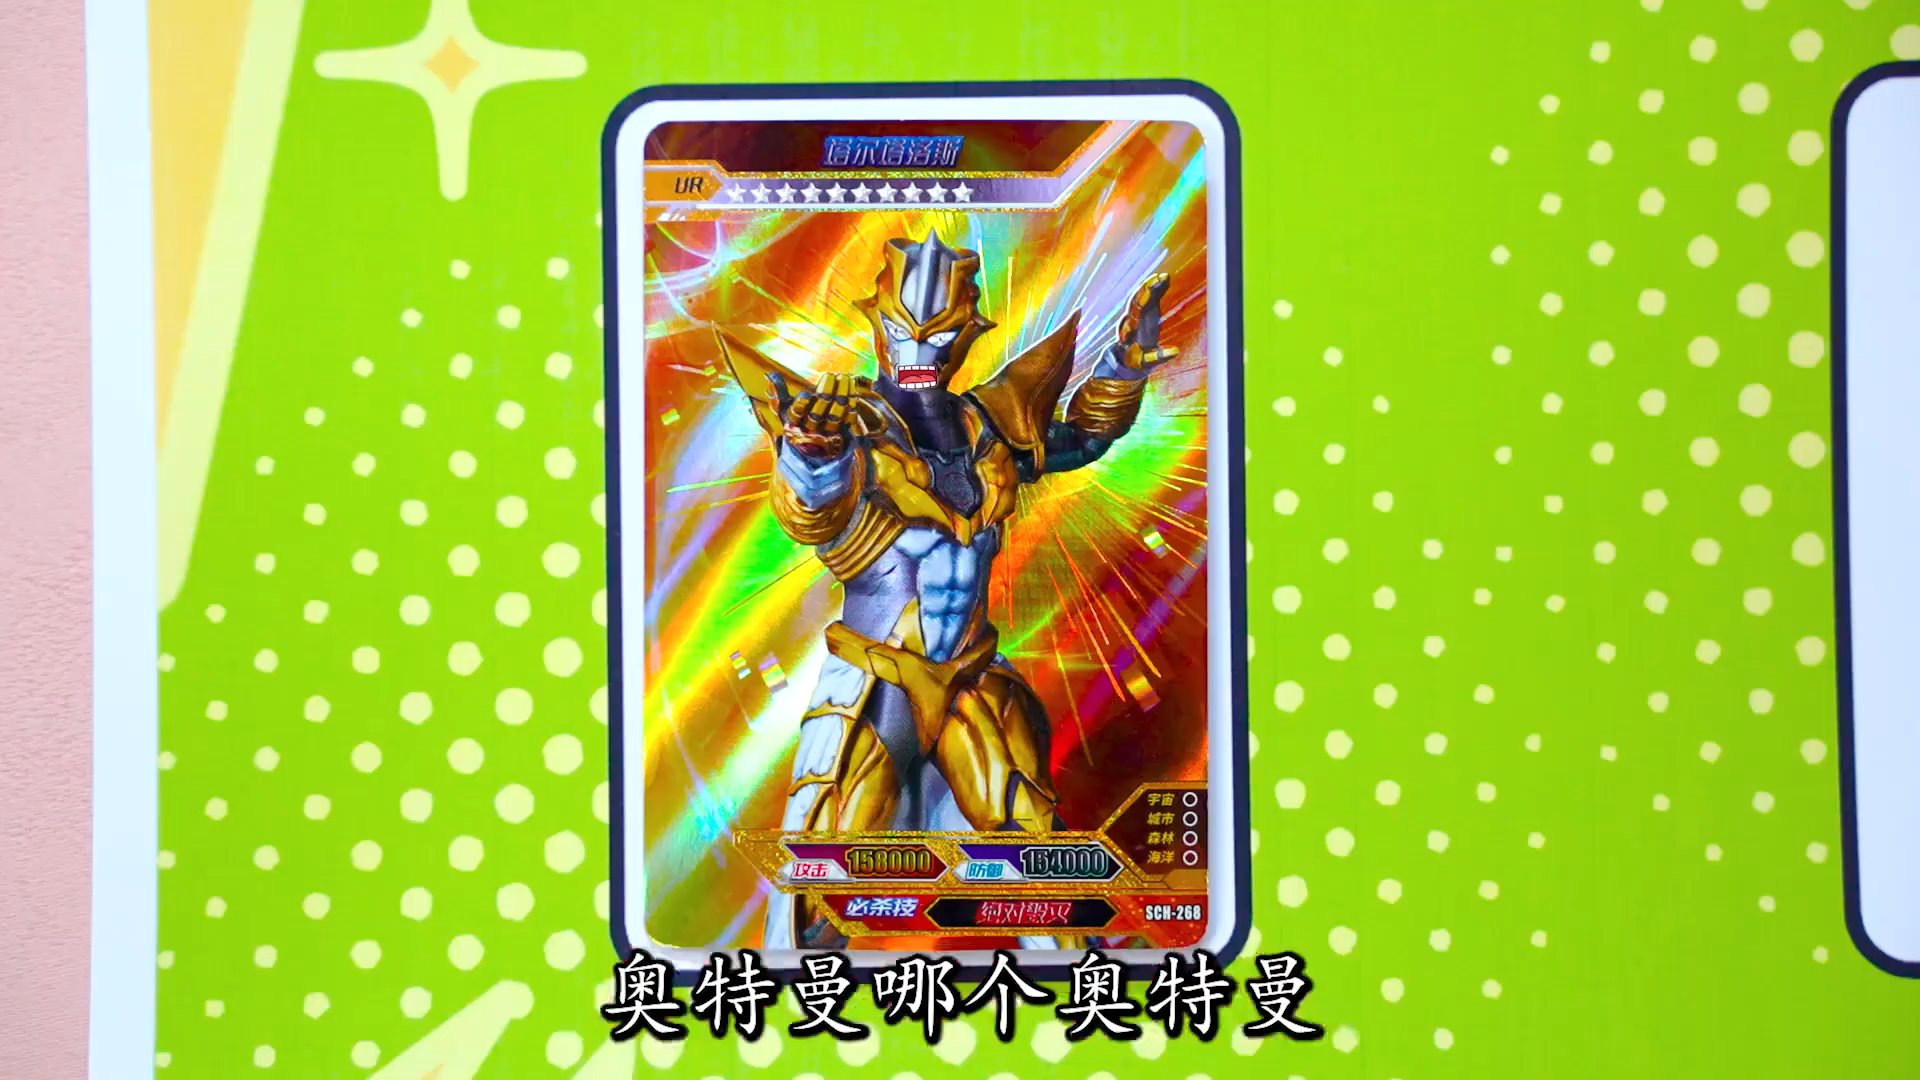 塔尔塔洛斯
UR
宇宙
城市
森林
海洋
攻击 158000 防御 154000
必杀技 绝对毁灭
SCH-268
奥特曼哪个奥特曼